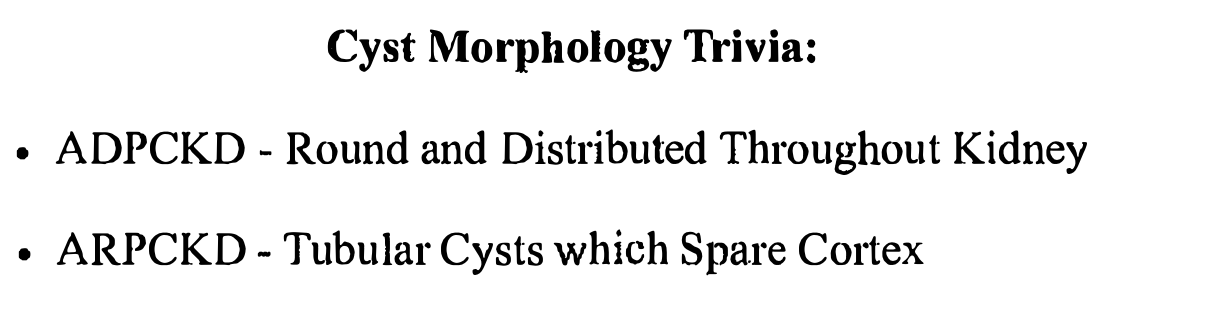 Cyst Morphology Trivia:
• ADPCKD - Round and Distributed Throughout Kidney
• ARPCKD - Tubular Cysts which Spare Cortex